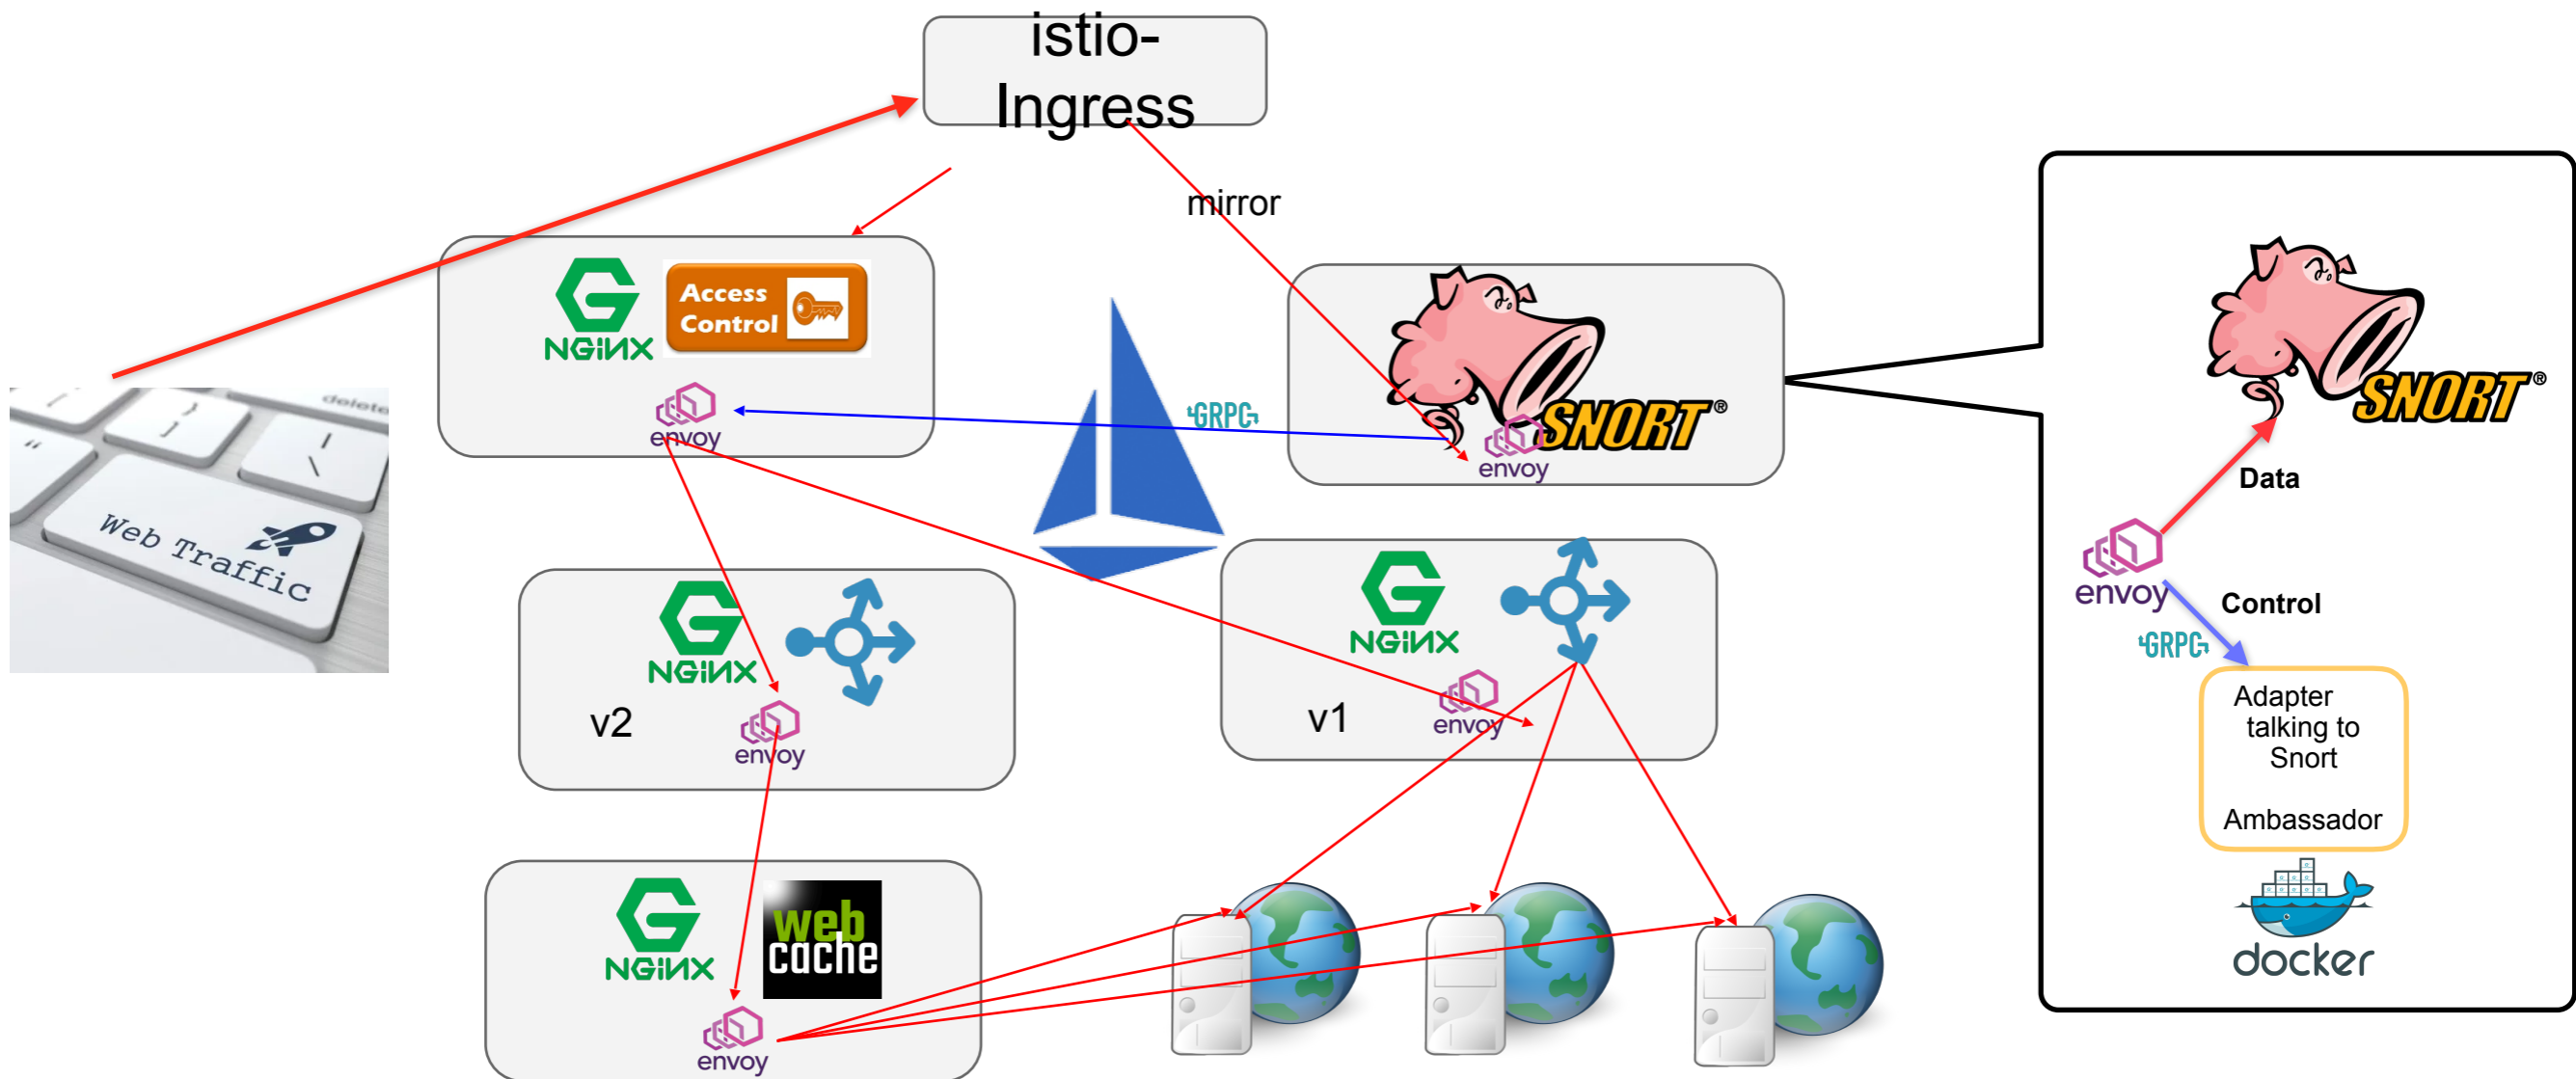 istio-
Ingress
mirror
NGiNX
Access
Control
envoy
GRPC
SNORT®
envoy
delete
Web Traffic
NGiNX
v2
envoy
NGiNX
v1
envoy
NGiNX
web
cache
envoy
SNORT®
Data
envoy
Control
GRPC
Adapter
talking to
Snort
Ambassador
docker